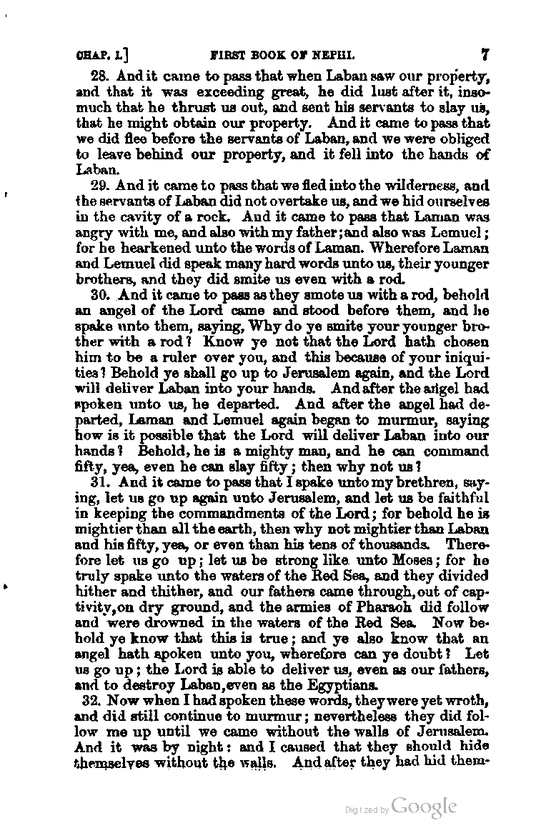 CHAP. I.] FIRST BOOK OF NEPHI. 7
28. And it came to pass that when Laban saw our property,
and that it was exceeding great, he did lust after it, inso-
much that he thrust us out, and sent his servants to slay us,
that he might obtain our property. And it came to pass that
we did flee before the servants of Laban, and we were obliged
to leave behind our property, and it fell into the hands of
Laban.
29. And it came to pass that we fled into the wilderness, and
the servants of Laban did not overtake us, and we hid ourselves
in the cavity of a rock. And it came to pass that Laman was
angry with me, and also with my father; and also was Lemuel;
for he hearkened unto the words of Laman. Wherefore Laman
and Lemuel did speak many hard words unto us, their younger
brothers, and they did smite us even with a rod.
30. And it came to pass as they smote us with a rod, behold
an angel of the Lord came and stood before them, and he
spake unto them, saying, Why do ye smite your younger bro-
ther with a rod? Know ye not that the Lord hath chosen
him to be a ruler over you, and this because of your iniqui-
ties? Behold ye shall go up to Jerusalem again, and the Lord
will deliver Laban into your hands. And after the angel had
spoken unto us, he departed. And after the angel had de-
parted, Laman and Lemuel again began to murmur, saying
how is it possible that the Lord will deliver Laban into our
hands? Behold, he is a mighty man, and he can command
fifty, yea, even he can slay fifty; then why not us?
31. And it came to pass that I spake unto my brethren, say-
ing, let us go up again unto Jerusalem, and let us be faithful
in keeping the commandments of the Lord; for behold he is
mightier than all the earth, then why not mightier than Laban
and his fifty, yea, or even than his tens of thousands. There-
fore let us go up; let us be strong like unto Moses; for he
truly spake unto the waters of the Red Sea, and they divided
hither and thither, and our fathers came through, out of cap-
tivity, on dry ground, and the armies of Pharaoh did follow
and were drowned in the waters of the Red Sea. Now be-
hold ye know that this is true; and ye also know that an
angel hath spoken unto you, wherefore can ye doubt? Let
us go up; the Lord is able to deliver us, even as our fathers,
and to destroy Laban, even as the Egyptians.
32. Now when I had spoken these words, they were yet wroth,
and did still continue to murmur; nevertheless they did fol-
low me up until we came without the walls of Jerusalem.
And it was by night: and I caused that they should hide
themselves without the walls. And after they had hid them-
Digitized by Google